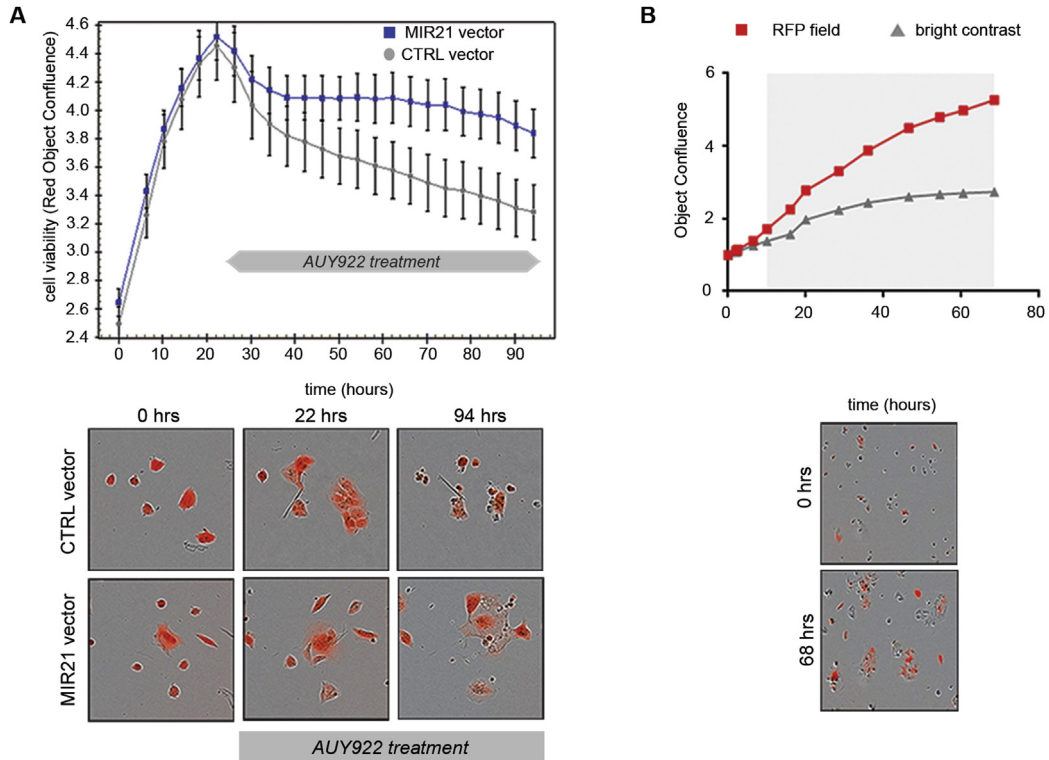 A
cell viability (Red Object Confluence)
4.6
4.4
4.2
4.0
3.8
3.6
3.4
3.2
3.0
2.8
2.6
2.4
MIR21 vector
CTRL vector
AUY922 treatment
0 10 20 30 40 50 60 70 80 90
time (hours)
0 hrs 22 hrs 94 hrs
CTRL vector
MIR21 vector
AUY922 treatment
B
RFP field bright contrast
Object Confluence
6
4
2
0
0 20 40 60 80
time (hours)
0 hrs
68 hrs